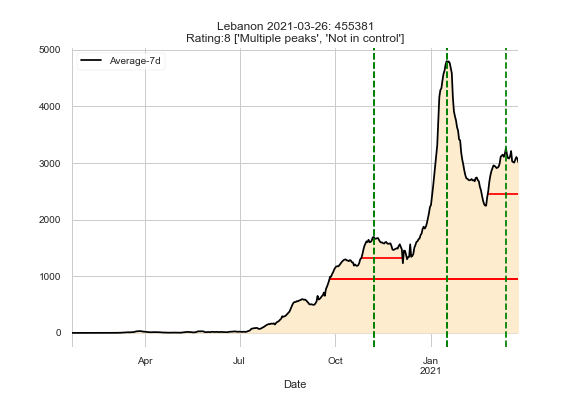 Lebanon 2021-03-26: 455381
Rating:8 ['Multiple peaks', 'Not in control']
Average-7d
5000
4000
3000
2000
1000
0
Apr
Jul
Oct
Jan
2021
Date